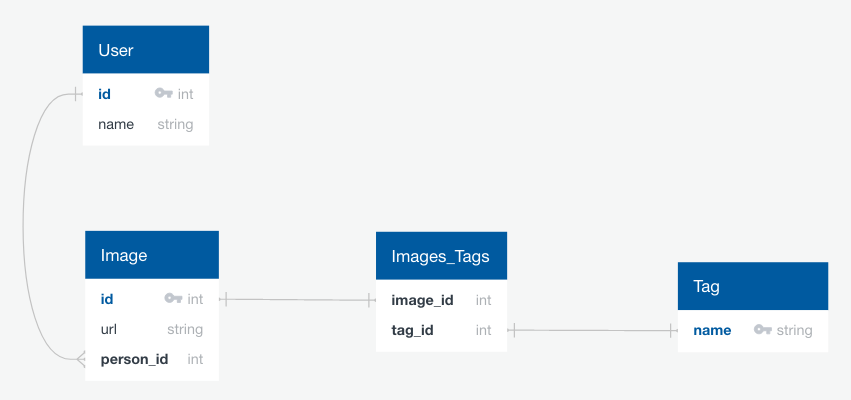 User
id int
name string
Image
id int
url string
person_id int
Images_Tags
image_id int
tag_id int
Tag
name string